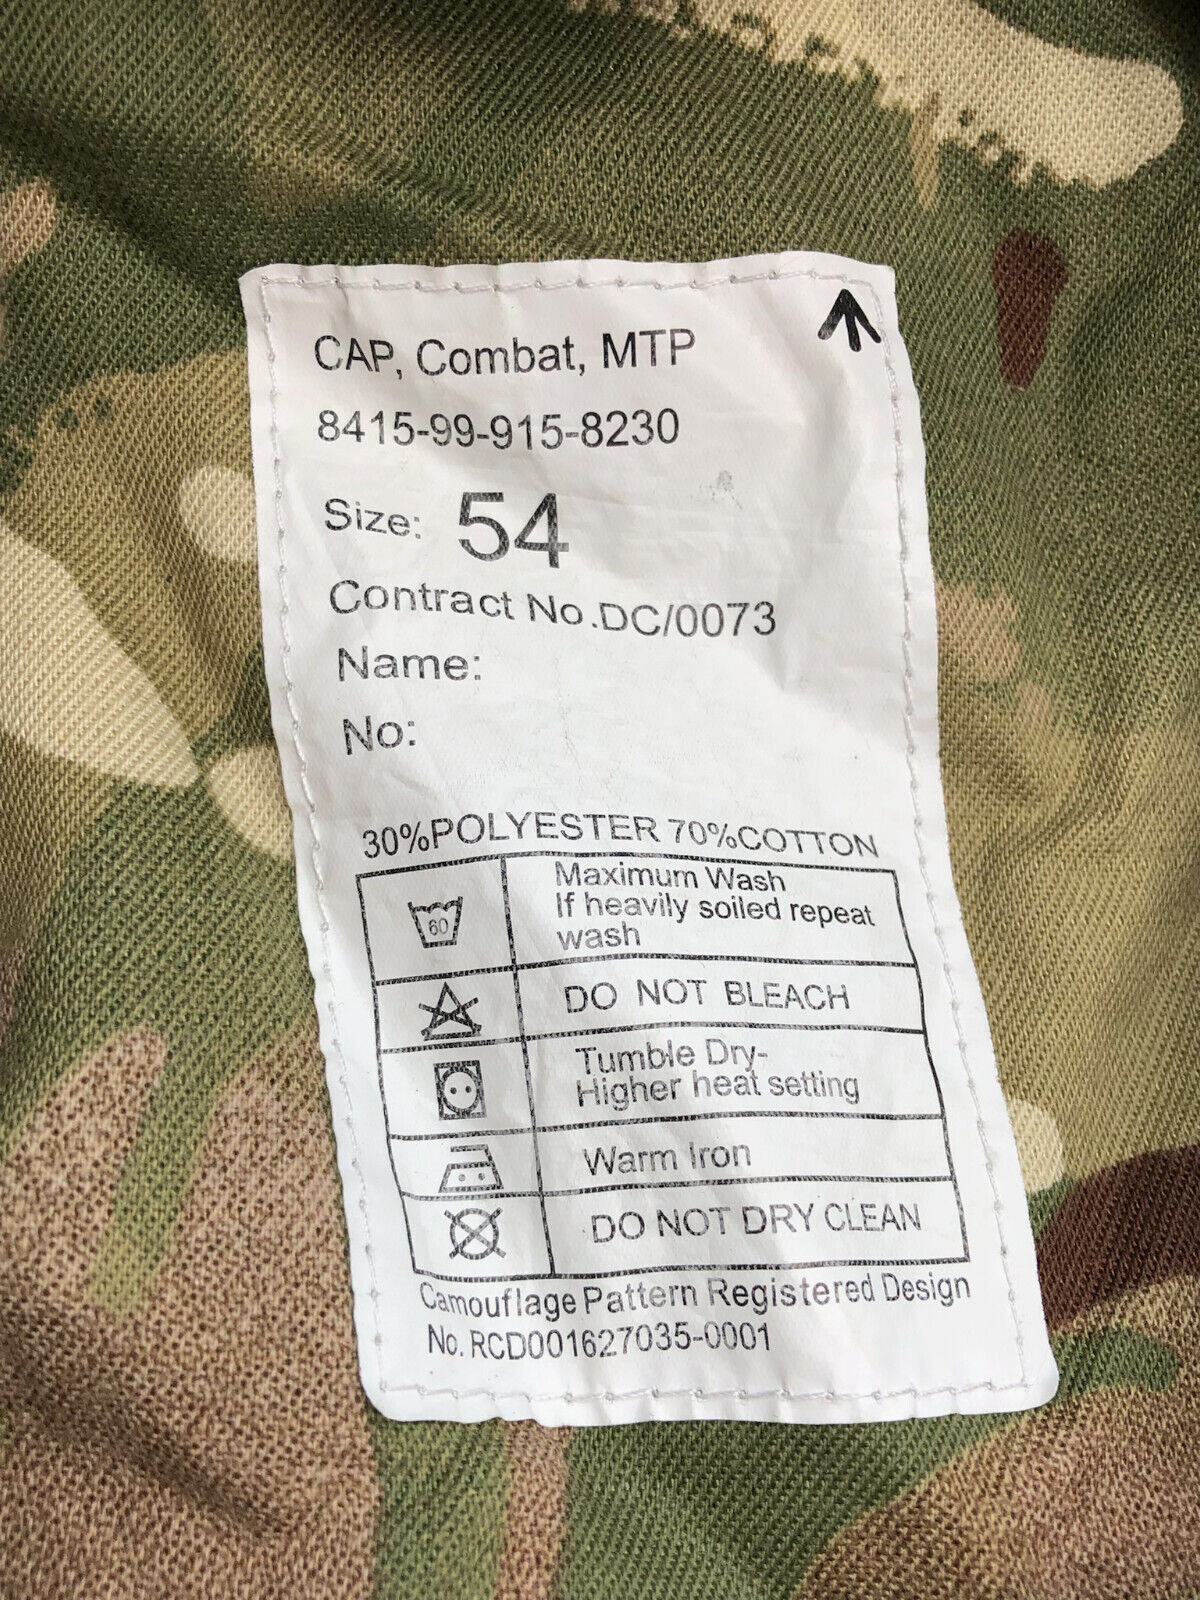 CAP, Combat, MTP
8415-99-915-8230
Size: 54
Contract No.DC/0073
Name:
No:
30%POLYESTER 70%COTTON
60
Maximum Wash
If heavily soiled repeat
wash
DO NOT BLEACH
Tumble Dry-
Higher heat setting
Warm Iron
DO NOT DRY CLEAN
Camouflage Pattern Registered Design
No. RCD001627035-0001